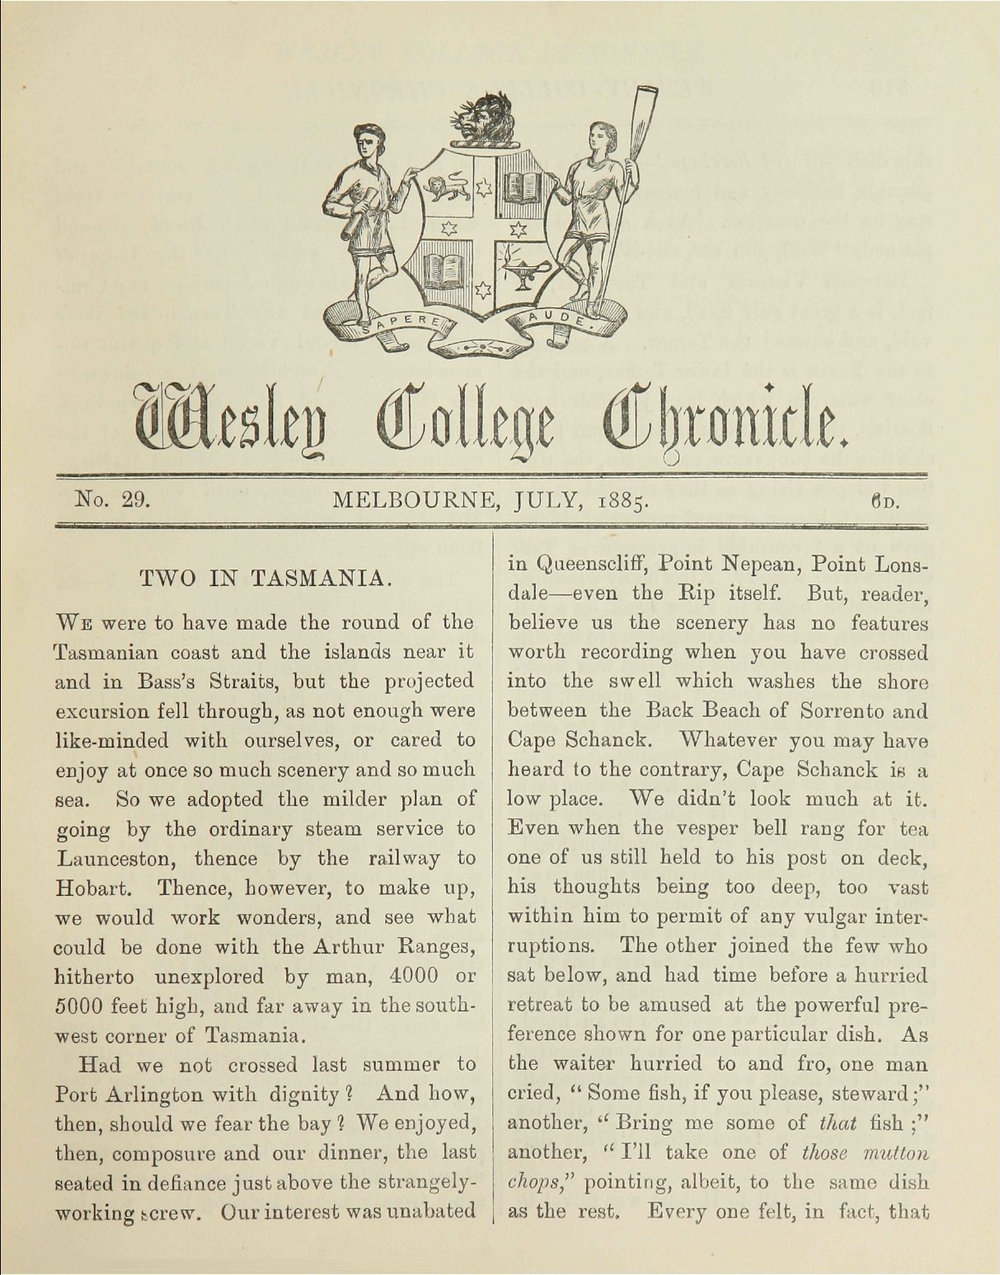 SAPERE AUDE.
Wesley College Chronicle.
No. 29. MELBOURNE, JULY, 1885. 6D.
TWO IN TASMANIA.
WE were to have made the round of the
Tasmanian coast and the islands near it
and in Bass's Straits, but the projected
excursion fell through, as not enough were
like-minded with ourselves, or cared to
enjoy at once so much scenery and so much
sea. So we adopted the milder plan of
going by the ordinary steam service to
Launceston, thence by the railway to
Hobart. Thence, however, to make up,
we would work wonders, and see what
could be done with the Arthur Ranges,
hitherto unexplored by man, 4000 or
5000 feet high, and far away in the south-
west corner of Tasmania.
Had we not crossed last summer to
Port Arlington with dignity? And how,
then, should we fear the bay? We enjoyed,
then, composure and our dinner, the last
seated in defiance just above the strangely-
working screw. Our interest was unabated
in Queenscliff, Point Nepean, Point Lons-
dale—even the Rip itself. But, reader,
believe us the scenery has no features
worth recording when you have crossed
into the swell which washes the shore
between the Back Beach of Sorrento and
Cape Schanck. Whatever you may have
heard to the contrary, Cape Schanck is a
low place. We didn't look much at it.
Even when the vesper bell rang for tea
one of us still held to his post on deck,
his thoughts being too deep, too vast
within him to permit of any vulgar inter-
ruptions. The other joined the few who
sat below, and had time before a hurried
retreat to be amused at the powerful pre-
ference shown for one particular dish. As
the waiter hurried to and fro, one man
cried, "Some fish, if you please, steward;"
another, "Bring me some of that fish;"
another, "I'll take one of those mutton
chops," pointing, albeit, to the same dish
as the rest. Every one felt, in fact, that